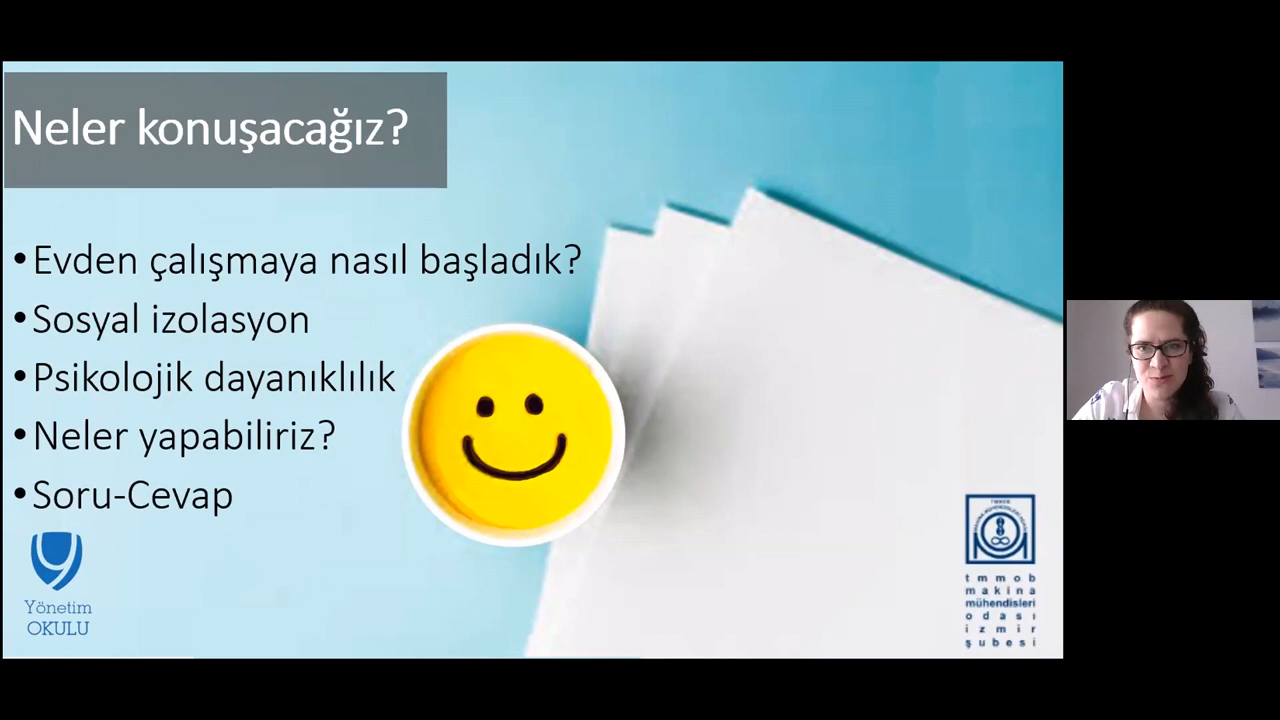 Neler konuşacağız?
•Evden çalışmaya nasıl başladık?
•Sosyal izolasyon
•Psikolojik dayanıklılık
•Neler yapabiliriz?
•Soru-Cevap
Yönetim
OKULU
tmmob
makina
mühendisleri
odası
izmir
şubesi